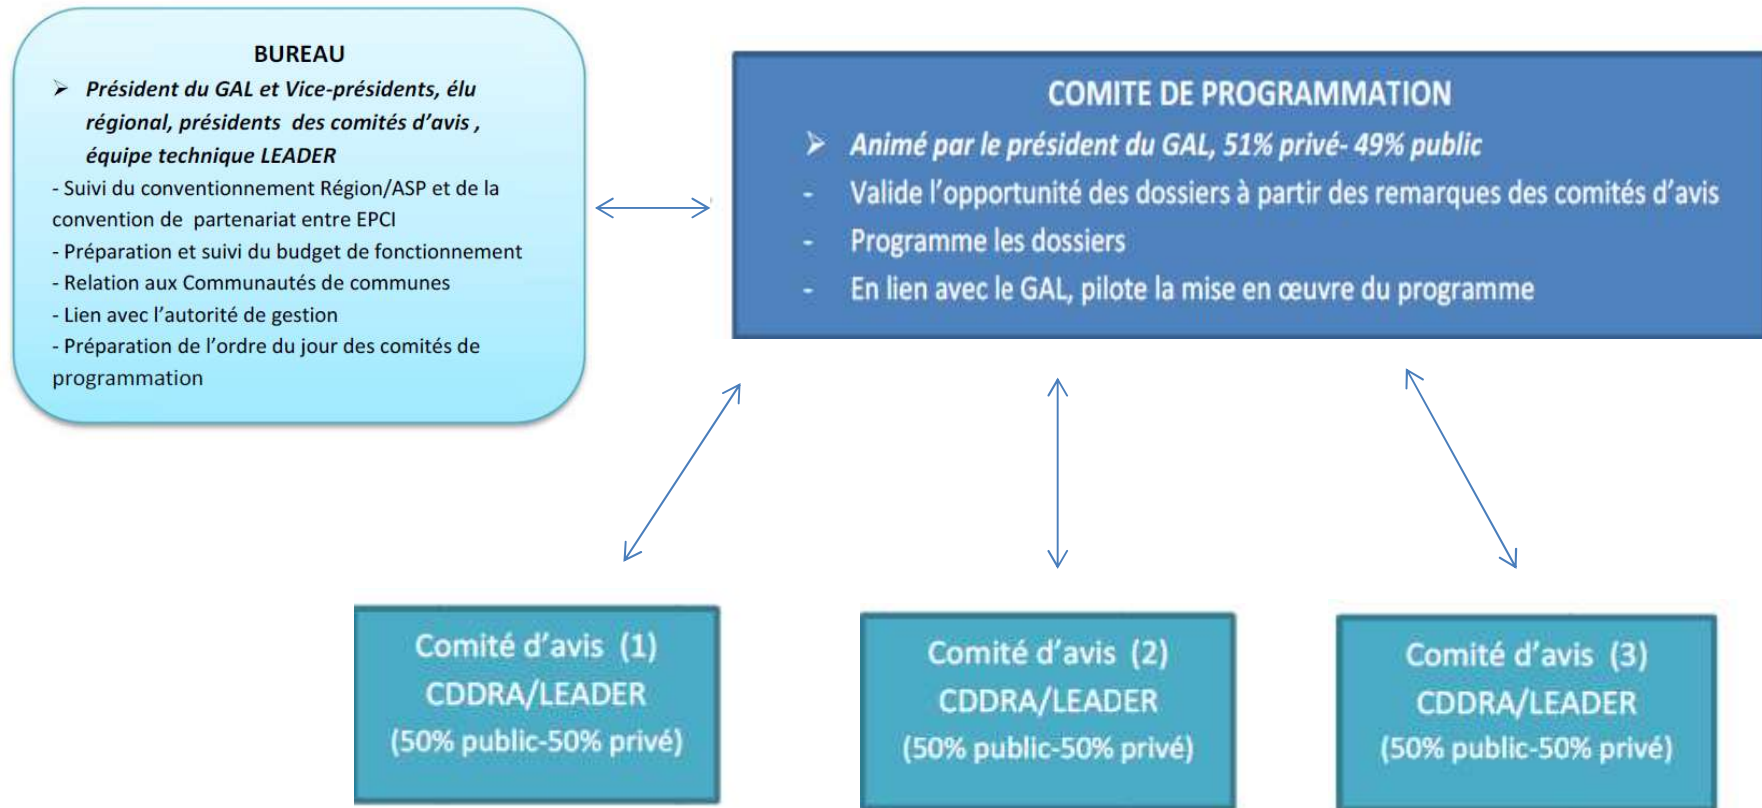 BUREAU
➢ Président du GAL et Vice-présidents, élu
régional, présidents des comités d’avis ,
équipe technique LEADER
- Suivi du conventionnement Région/ASP et de la
convention de partenariat entre EPCI
- Préparation et suivi du budget de fonctionnement
- Relation aux Communautés de communes
- Lien avec l’autorité de gestion
- Préparation de l’ordre du jour des comités de
programmation
COMITE DE PROGRAMMATION
➢ Animé par le président du GAL, 51% privé- 49% public
- Valide l’opportunité des dossiers à partir des remarques des comités d’avis
- Programme les dossiers
- En lien avec le GAL, pilote la mise en œuvre du programme
Comité d’avis (1)
CDDRA/LEADER
(50% public-50% privé)
Comité d’avis (2)
CDDRA/LEADER
(50% public-50% privé)
Comité d’avis (3)
CDDRA/LEADER
(50% public-50% privé)